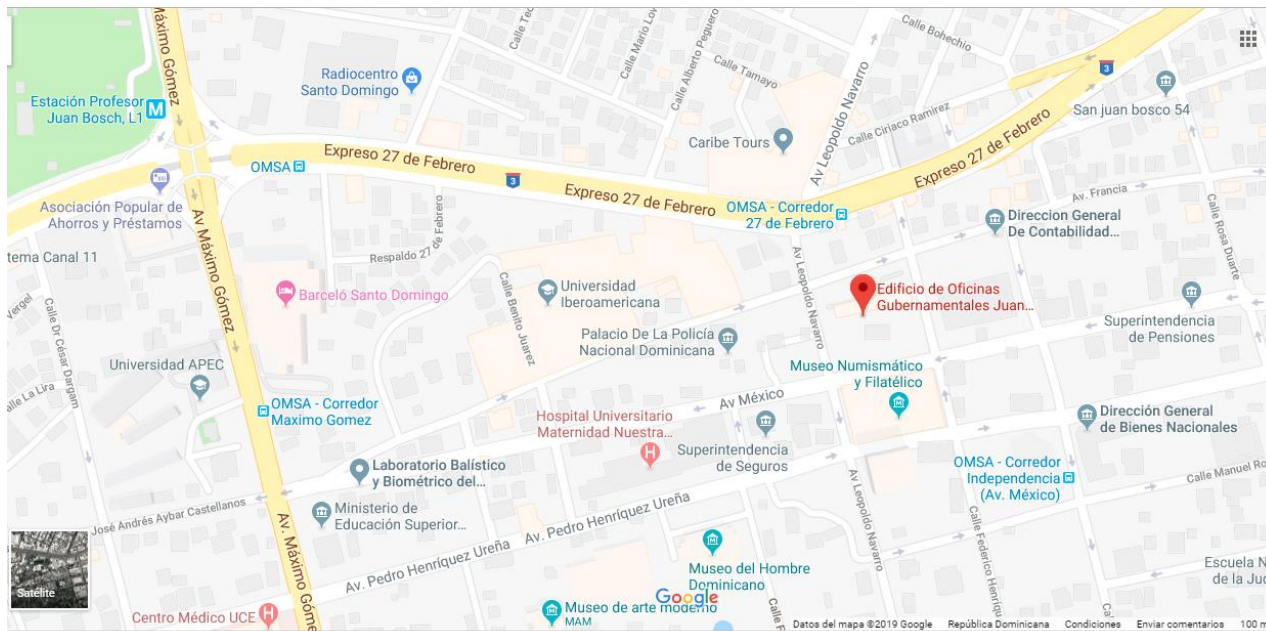 Máximo Gómez
Calle Bohechio
Calle Mario Lov
Calle Alberto Peguero
Calle Tamayo
Radiocentro
Santo Domingo
Estación Profesor
Juan Bosch, L1
M
3
San juan bosch 54
Av Leopoldo Navarro
Calle Ciriaco Ramirez
Caribe Tours
Expreso 27 de Febrero
OMSA
3
Expreso 27 de Febrero
Expreso 27 de Febrero
Asociación Popular de
Ahorros y Préstamos
OMSA - Corredor
27 de Febrero
Av. Francia
Direccion General
De Contabilidad...
Calle Rosa Duarte
tema Canal 11
Av Máximo Gómez
Respaldo 27 de Febrero
Barceló Santo Domingo
Calle Benito Juarez
Universidad
Iberoamericana
Av Leopoldo Navarro
Edificio de Oficinas
Gubernamentales Juan...
Vergel
Calle Dr César Dargam
Palacio De La Policía
Nacional Dominicana
Superintendencia
de Pensiones
Universidad APEC
Museo Numismático
y Filatélico
alle La Lira
OMSA - Corredor
Maximo Gomez
Av México
Hospital Universitario
Maternidad Nuestra...
Dirección General
de Bienes Nacionales
Superintendencia
de Seguros
Laboratorio Balístico
y Biométrico del...
OMSA - Corredor
Independencia
(Av. México)
Calle Manuel Ro
José Andrés Aybar Castellanos
Ministerio de
Educación Superior...
Av. Máximo Góme
Av. Pedro Henríquez Ureña
Av. Pedro Henríquez Ureña
Av Leopoldo Navarro
Calle Federico Henríq
Museo del Hombre
Dominicano
Escuela N
de la Jud
Satélite
Google
Centro Médico UCE
H
H
Museo de arte moderno
MAM
Calle F
Datos del mapa ©2019 Google República Dominicana Condiciones Enviar comentarios 100 m